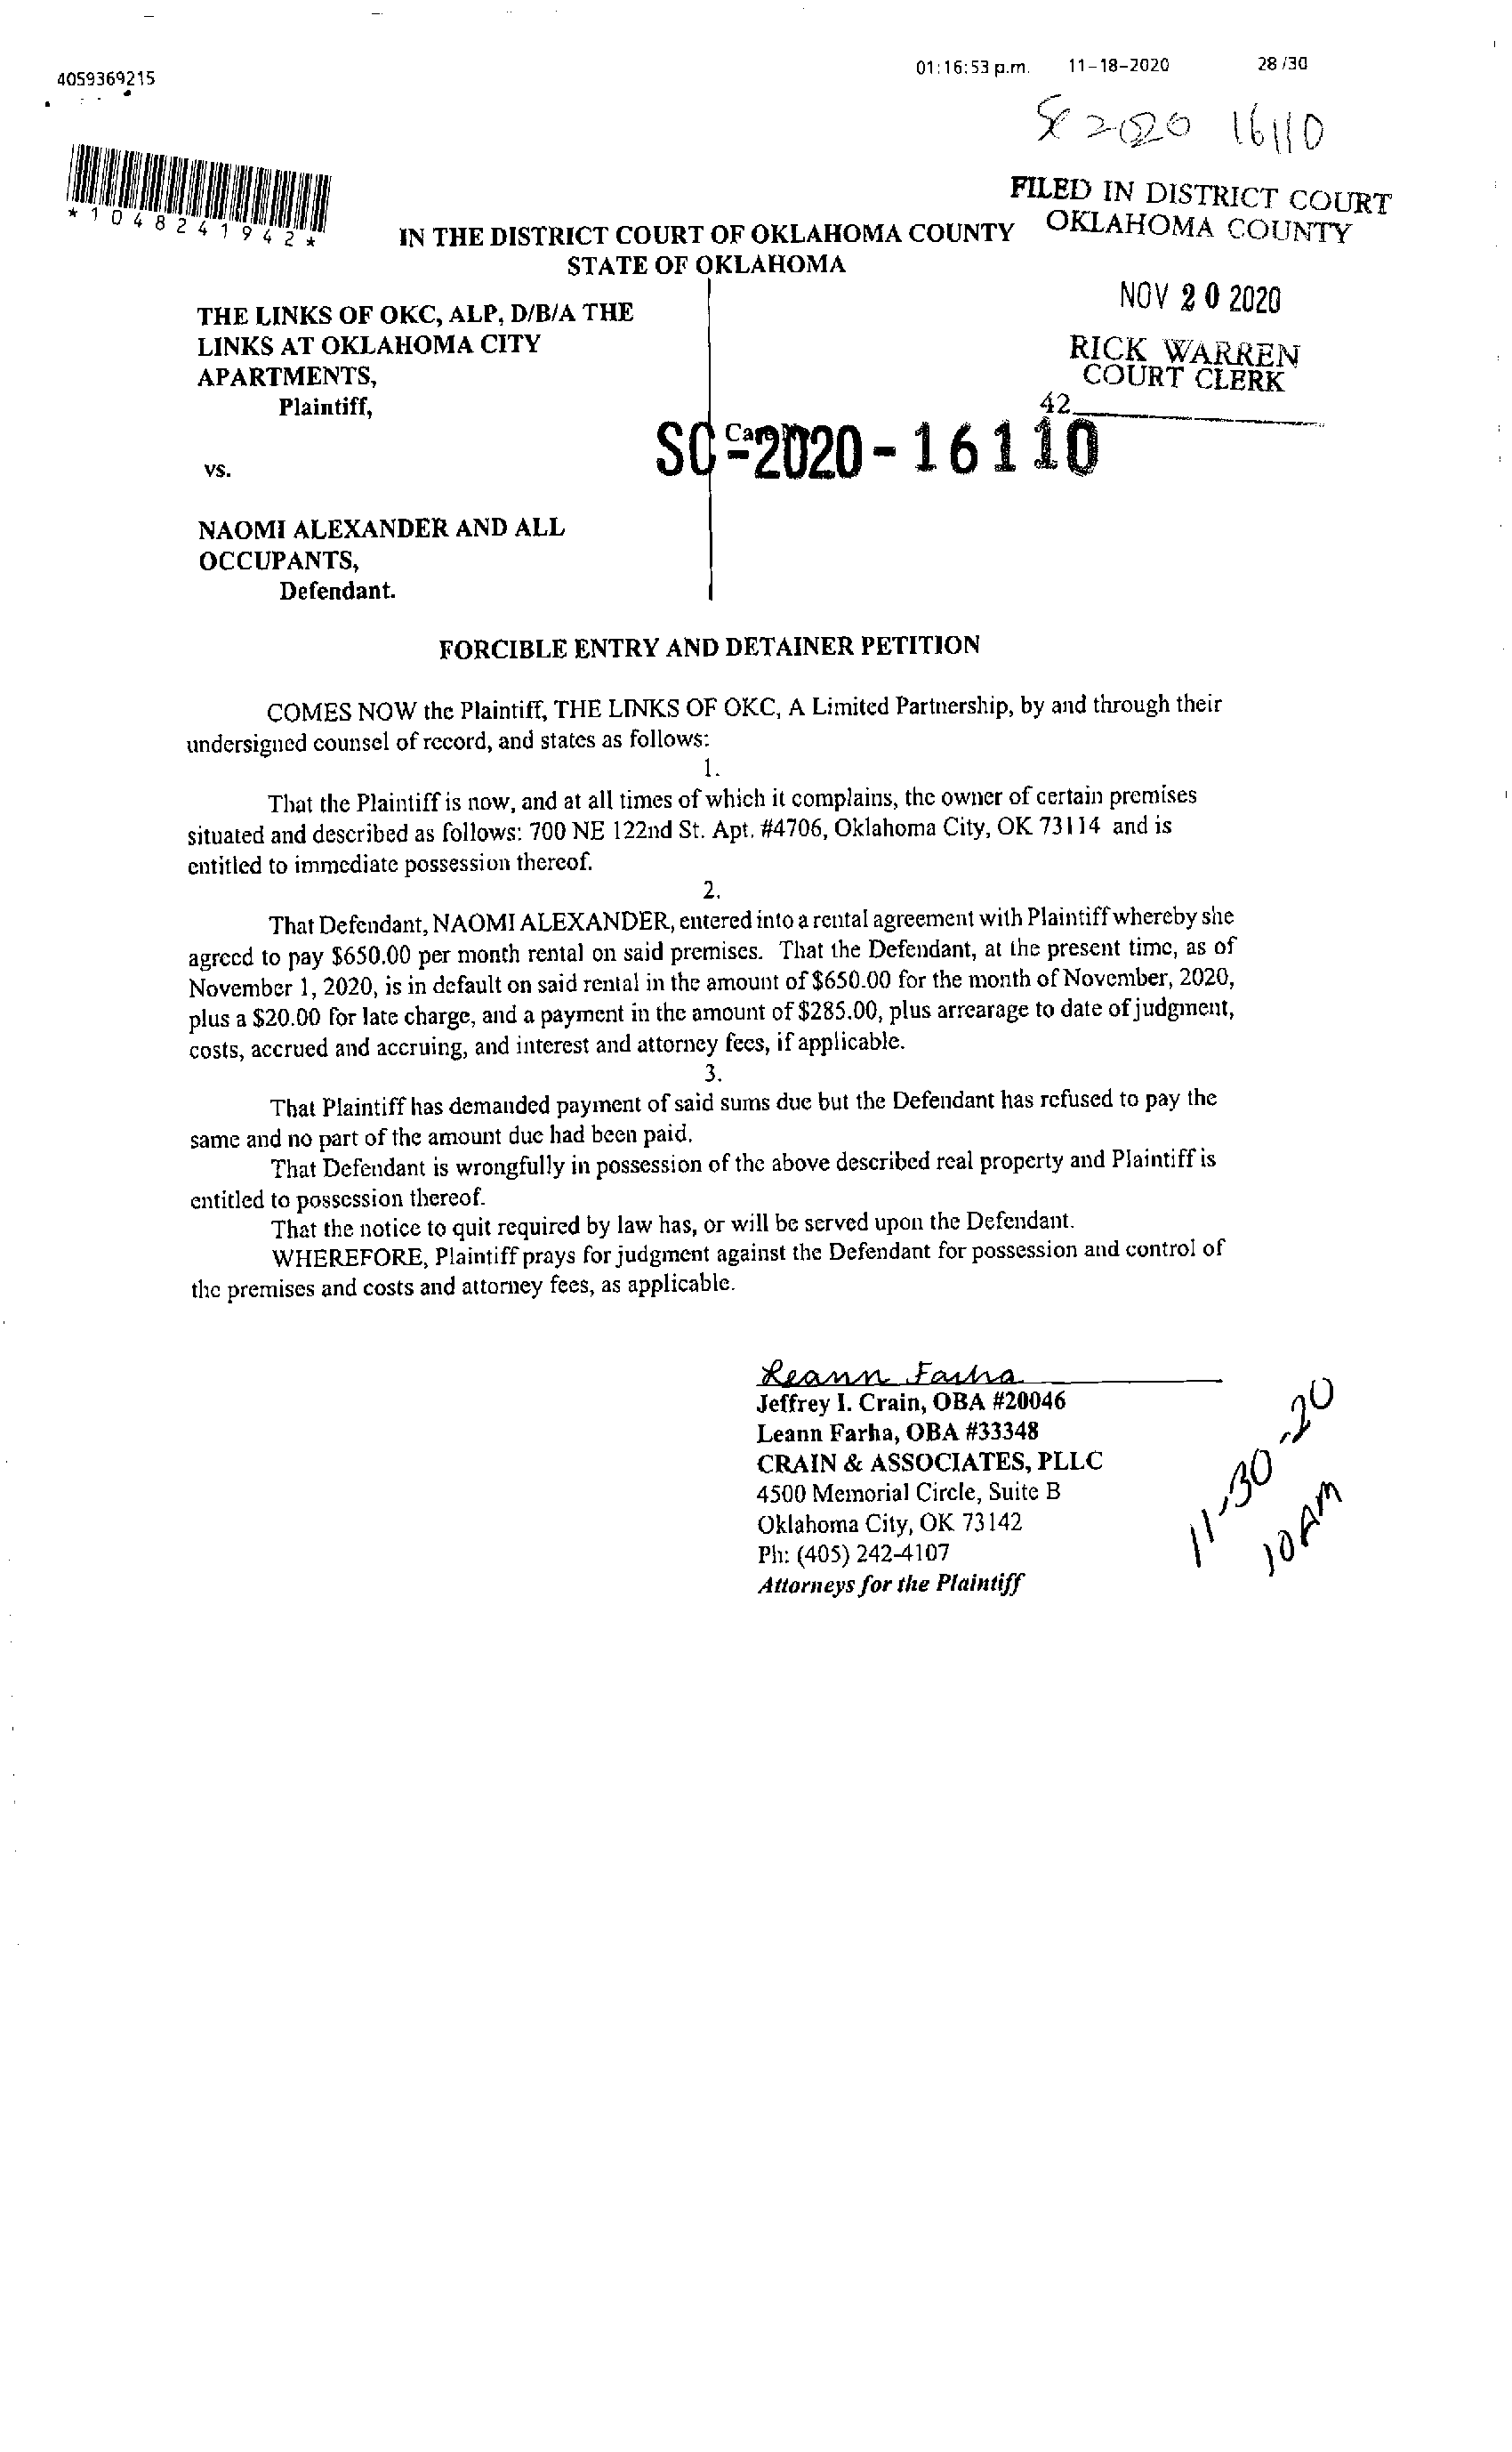 4059369215
01:16:53 p.m. 11-18-2020 28/30
SC 2020 16110
*1048241942*
FILED IN DISTRICT COURT
OKLAHOMA COUNTY
IN THE DISTRICT COURT OF OKLAHOMA COUNTY
STATE OF OKLAHOMA
NOV 20 2020
RICK WARREN
COURT CLERK
42
THE LINKS OF OKC, ALP, D/B/A THE
LINKS AT OKLAHOMA CITY
APARTMENTS,
Plaintiff,
SC-2020-16110
vs.
NAOMI ALEXANDER AND ALL
OCCUPANTS,
Defendant.
FORCIBLE ENTRY AND DETAINER PETITION
COMES NOW the Plaintiff, THE LINKS OF OKC, A Limited Partnership, by and through their
undersigned counsel of record, and states as follows:
1.
That the Plaintiff is now, and at all times of which it complains, the owner of certain premises
situated and described as follows: 700 NE 122nd St. Apt. #4706, Oklahoma City, OK 73114 and is
entitled to immediate possession thereof.
2.
That Defendant, NAOMI ALEXANDER, entered into a rental agreement with Plaintiff whereby she
agreed to pay $650.00 per month rental on said premises. That the Defendant, at the present time, as of
November 1, 2020, is in default on said rental in the amount of $650.00 for the month of November, 2020,
plus a $20.00 for late charge, and a payment in the amount of $285.00, plus arrearage to date of judgment,
costs, accrued and accruing, and interest and attorney fees, if applicable.
3.
That Plaintiff has demanded payment of said sums due but the Defendant has refused to pay the
same and no part of the amount due had been paid.
That Defendant is wrongfully in possession of the above described real property and Plaintiff is
entitled to possession thereof.
That the notice to quit required by law has, or will be served upon the Defendant.
WHEREFORE, Plaintiff prays for judgment against the Defendant for possession and control of
the premises and costs and attorney fees, as applicable.
Leann Farha
Jeffrey I. Crain, OBA #20046
Leann Farha, OBA #33348
CRAIN & ASSOCIATES, PLLC
4500 Memorial Circle, Suite B
Oklahoma City, OK 73142
Ph: (405) 242-4107
Attorneys for the Plaintiff
11-30-20
10AM